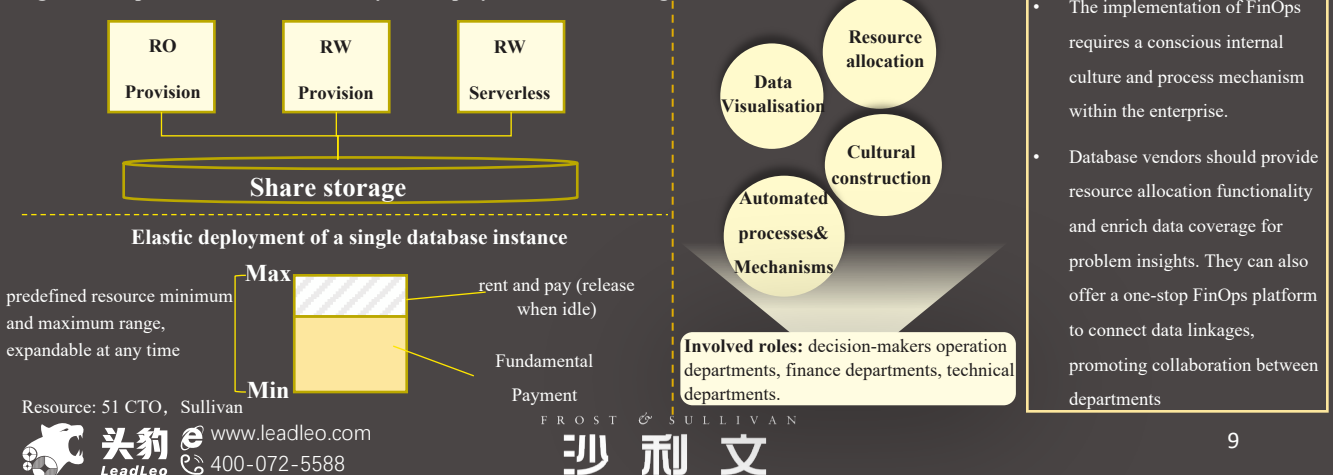 RO
Provision
RW
Provision
RW
Serverless
Share storage
Elastic deployment of a single database instance
Max
predefined resource minimum
and maximum range,
expandable at any time
Min
rent and pay (release
when idle)
Fundamental
Payment
Resource: 51 CTO，Sullivan
Resource
allocation
Data
Visualisation
Cultural
construction
Automated
processes&
Mechanisms
Involved roles: decision-makers operation
departments, finance departments, technical
departments.
• The implementation of FinOps
requires a conscious internal
culture and process mechanism
within the enterprise.
• Database vendors should provide
resource allocation functionality
and enrich data coverage for
problem insights. They can also
offer a one-stop FinOps platform
to connect data linkages,
promoting collaboration between
departments
头豹
LeadLeo
www.leadleo.com
400-072-5588
FROST & SULLIVAN
沙利文
9